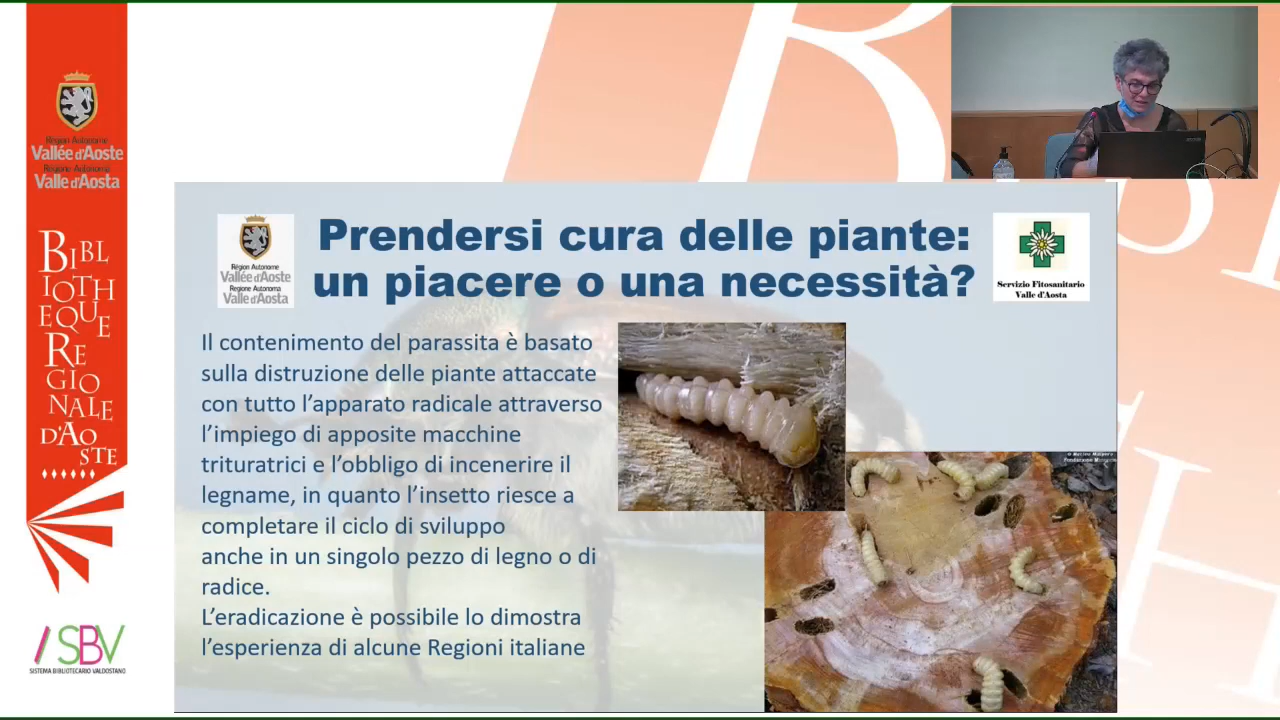 Région Autonome
Vallée d'Aoste
Regione Autonoma
Valle d'Aosta
BIBL
IOTH
EQUE
RE
GIO
NALE
D'AO
STE
/SBV
SISTEMA BIBLIOTECARIO VALDOSTANO
Région Autonome
Vallée d'Aoste
Regione Autonoma
Valle d'Aosta
Prendersi cura delle piante:
un piacere o una necessità?
Servizio Fitosanitario
Valle d'Aosta
Il contenimento del parassita è basato
sulla distruzione delle piante attaccate
con tutto l'apparato radicale attraverso
l'impiego di apposite macchine
trituratrici e l'obbligo di incenerire il
legname, in quanto l'insetto riesce a
completare il ciclo di sviluppo
anche in un singolo pezzo di legno o di
radice.
L'eradicazione è possibile lo dimostra
l'esperienza di alcune Regioni italiane